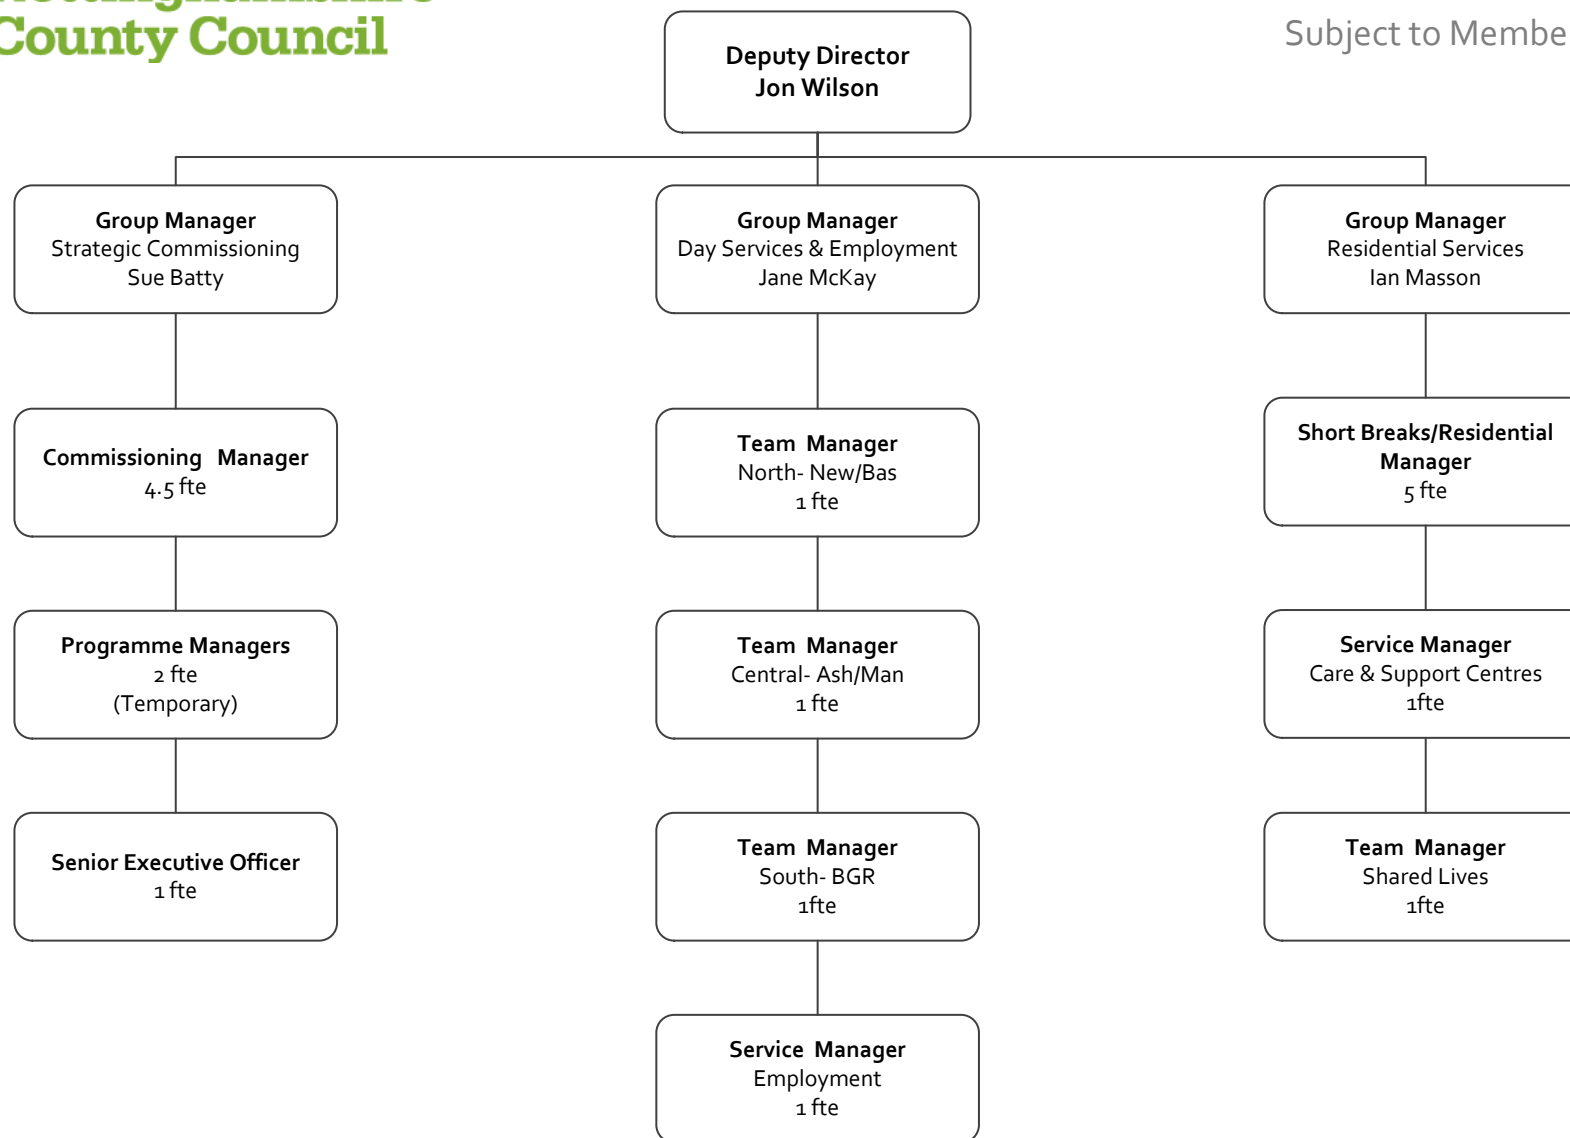 County Council
Subject to Membe
Deputy Director
Jon Wilson
Group Manager
Strategic Commissioning
Sue Batty
Group Manager
Day Services & Employment
Jane McKay
Group Manager
Residential Services
Ian Masson
Commissioning Manager
4.5 fte
Team Manager
North- New/Bas
1 fte
Short Breaks/Residential
Manager
5 fte
Programme Managers
2 fte
(Temporary)
Team Manager
Central- Ash/Man
1 fte
Service Manager
Care & Support Centres
1fte
Senior Executive Officer
1 fte
Team Manager
South- BGR
1fte
Team Manager
Shared Lives
1fte
Service Manager
Employment
1 fte